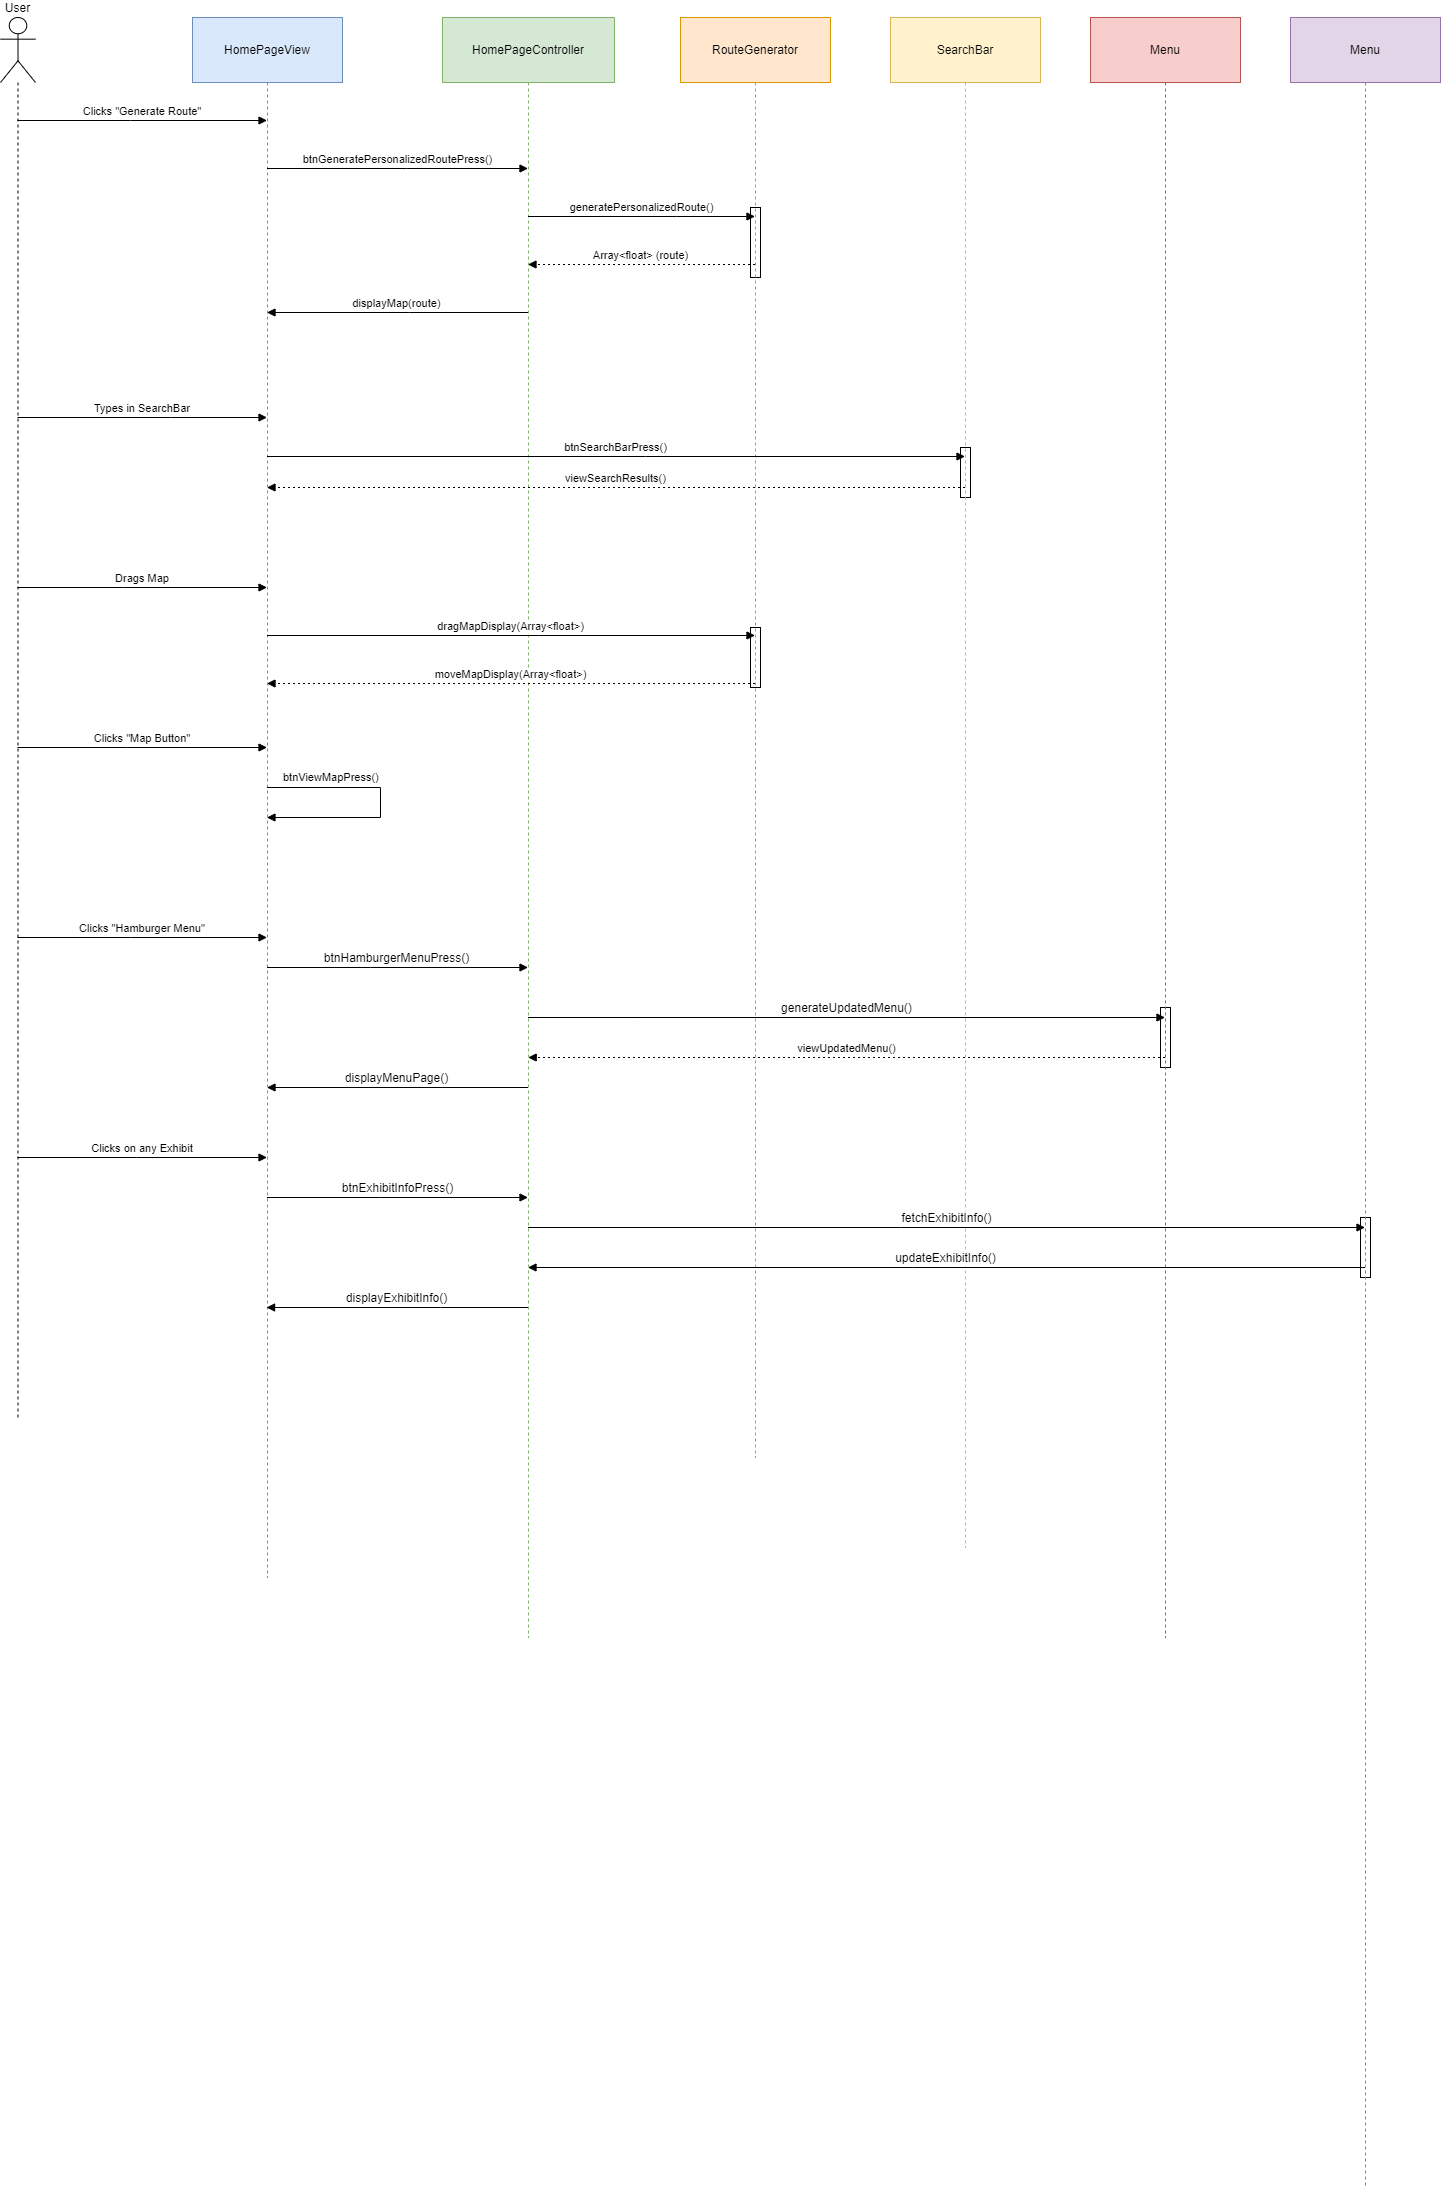 User
HomePageView
HomePageController
RouteGenerator
SearchBar
Menu
Menu
Clicks "Generate Route"
btnGeneratePersonalizedRoutePress()
generatePersonalizedRoute()
Array<float> (route)
displayMap(route)
Types in SearchBar
btnSearchBarPress()
viewSearchResults()
Drags Map
dragMapDisplay(Array<float>)
moveMapDisplay(Array<float>)
Clicks "Map Button"
btnViewMapPress()
Clicks "Hamburger Menu"
btnHamburgerMenuPress()
generateUpdatedMenu()
viewUpdatedMenu()
displayMenuPage()
Clicks on any Exhibit
btnExhibitInfoPress()
fetchExhibitInfo()
updateExhibitInfo()
displayExhibitInfo()